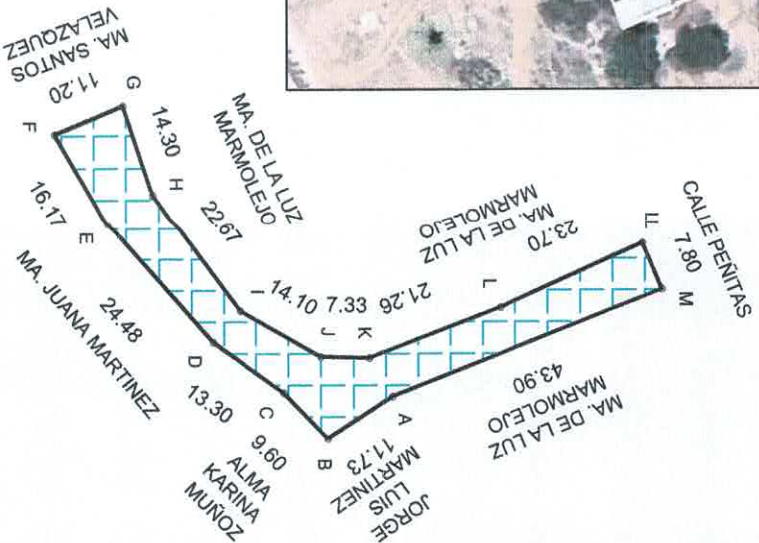 MA. SANTOS
VELAZQUEZ
11.20
G
F
14.30
H
MA. DE LA LUZ
MARMOLEJO
22.67
16.17
E
MA. JUANA MARTINEZ
24.48
I
14.10
7.33
21.26
J
K
L
MA. DE LA LUZ
MARMOLEJO
23.70
LL
CALLE PEÑITAS
7.80
M
D
13.30
C
9.60
ALMA
KARINA
MUÑOZ
B
A
JORGE
LUIS
MARTINEZ
11.73
MA. DE LA LUZ
MARMOLEJO
43.90